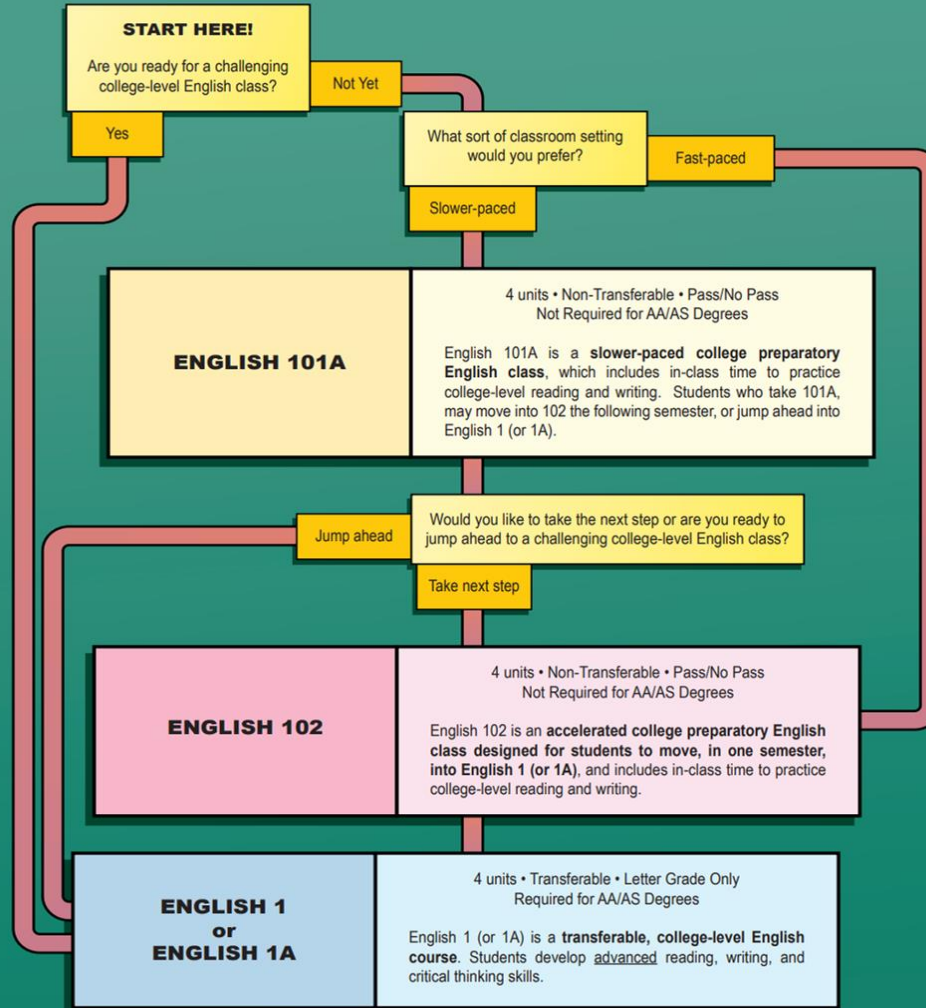 START HERE!
Are you ready for a challenging
college-level English class?
Not Yet
Yes
What sort of classroom setting
would you prefer?
Fast-paced
Slower-paced
ENGLISH 101A
4 units • Non-Transferable • Pass/No Pass
Not Required for AA/AS Degrees
English 101A is a slower-paced college preparatory
English class, which includes in-class time to practice
college-level reading and writing. Students who take 101A,
may move into 102 the following semester, or jump ahead into
English 1 (or 1A).
Jump ahead
Would you like to take the next step or are you ready to
jump ahead to a challenging college-level English class?
Take next step
ENGLISH 102
4 units • Non-Transferable • Pass/No Pass
Not Required for AA/AS Degrees
English 102 is an accelerated college preparatory English
class designed for students to move, in one semester,
into English 1 (or 1A), and includes in-class time to practice
college-level reading and writing.
ENGLISH 1
or
ENGLISH 1A
4 units • Transferable • Letter Grade Only
Required for AA/AS Degrees
English 1 (or 1A) is a transferable, college-level English
course. Students develop advanced reading, writing, and
critical thinking skills.